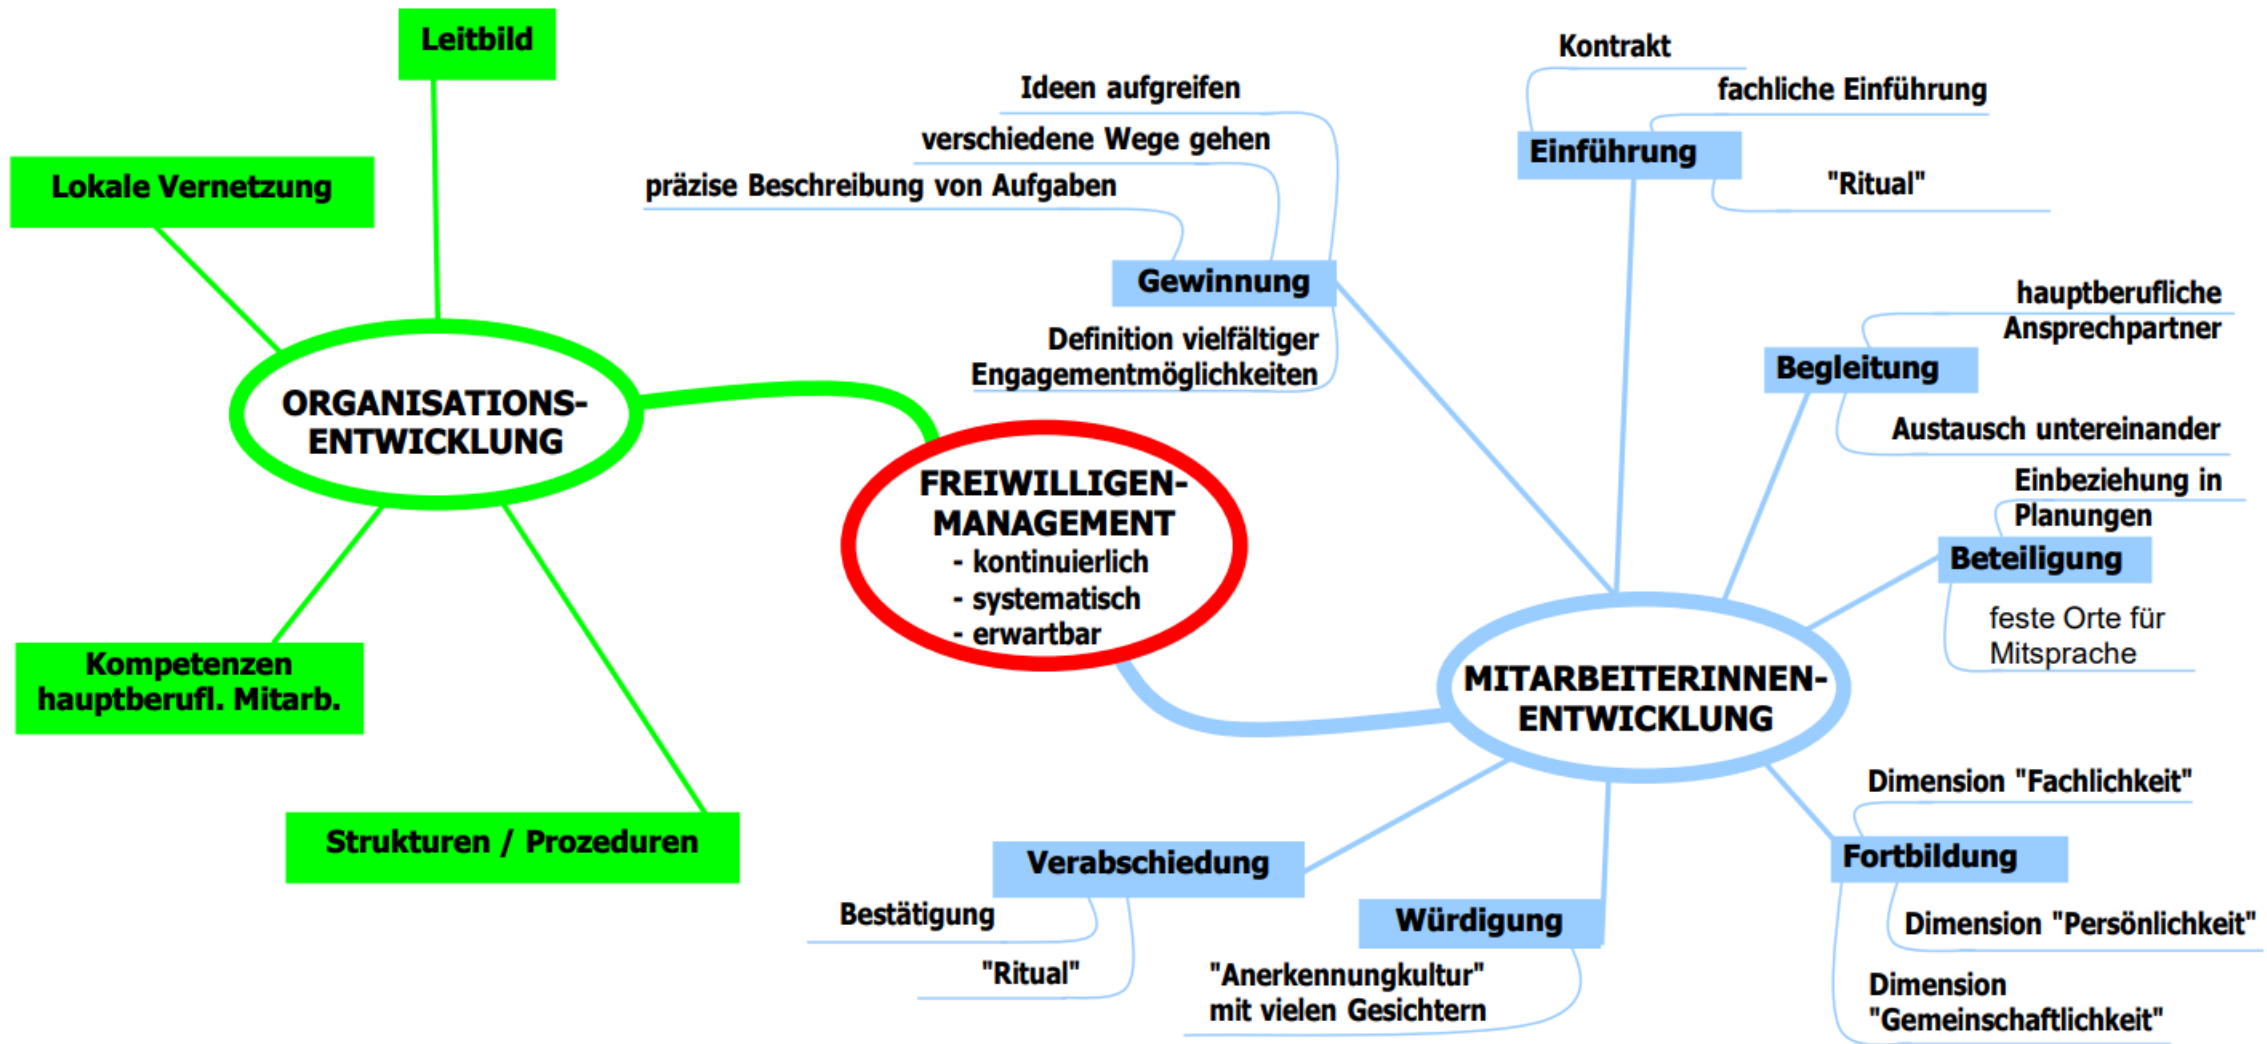 Leitbild
Lokale Vernetzung
ORGANISATIONS-
ENTWICKLUNG
Kompetenzen
hauptberufl. Mitarb.
Strukturen / Prozeduren
FREIWILLIGEN-
MANAGEMENT
- kontinuierlich
- systematisch
- erwartbar
Ideen aufgreifen
verschiedene Wege gehen
präzise Beschreibung von Aufgaben
Gewinnung
Definition vielfältiger
Engagementmöglichkeiten
Kontrakt
fachliche Einführung
Einführung
"Ritual"
hauptberufliche
Ansprechpartner
Begleitung
Austausch untereinander
Einbeziehung in
Planungen
Beteiligung
feste Orte für
Mitsprache
MITARBEITERINNEN-
ENTWICKLUNG
Dimension "Fachlichkeit"
Fortbildung
Dimension "Persönlichkeit"
Dimension
"Gemeinschaftlichkeit"
Würdigung
"Anerkennungkultur"
mit vielen Gesichtern
Verabschiedung
Bestätigung
"Ritual"